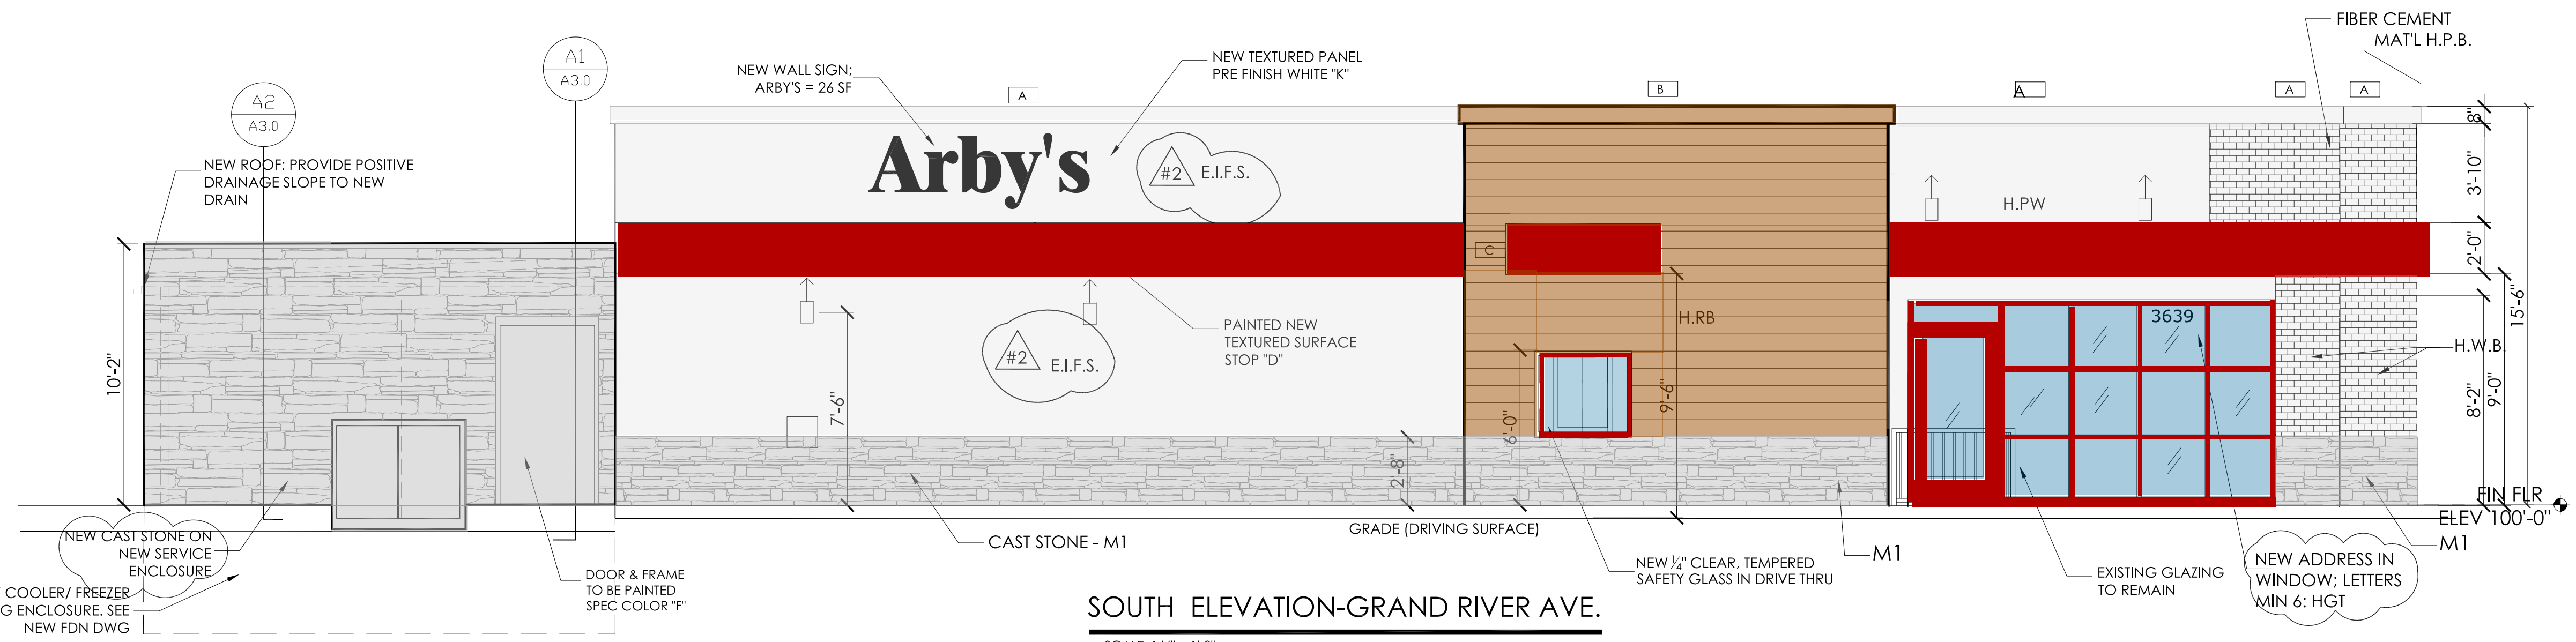 FIBER CEMENT
MAT'L H.P.B.
A1
A3.0
NEW WALL SIGN;
ARBY'S = 26 SF
NEW TEXTURED PANEL
PRE FINISH WHITE "K"
A
B
A
A
A
A2
A3.0
8"
NEW ROOF: PROVIDE POSITIVE
DRAINAGE SLOPE TO NEW
DRAIN
Arby's
#2
E.I.F.S.
3'-10"
H.PW
C
2'-0"
15'-6"
H.RB
3639
PAINTED NEW
TEXTURED SURFACE
STOP "D"
#2
E.I.F.S.
H.W.B.
10'-2"
7'-6"
9'-6"
8'-2"
9'-0"
6'-0"
2'-8"
FIN FLR
ELEV 100'-0"
GRADE (DRIVING SURFACE)
NEW CAST STONE ON
NEW SERVICE
ENCLOSURE
CAST STONE - M1
M1
M1
NEW ¼" CLEAR, TEMPERED
SAFETY GLASS IN DRIVE THRU
EXISTING GLAZING
TO REMAIN
NEW ADDRESS IN
WINDOW; LETTERS
MIN 6: HGT
DOOR & FRAME
TO BE PAINTED
SPEC COLOR "F"
COOLER/ FREEZER
G ENCLOSURE. SEE
NEW FDN DWG
SOUTH ELEVATION-GRAND RIVER AVE.